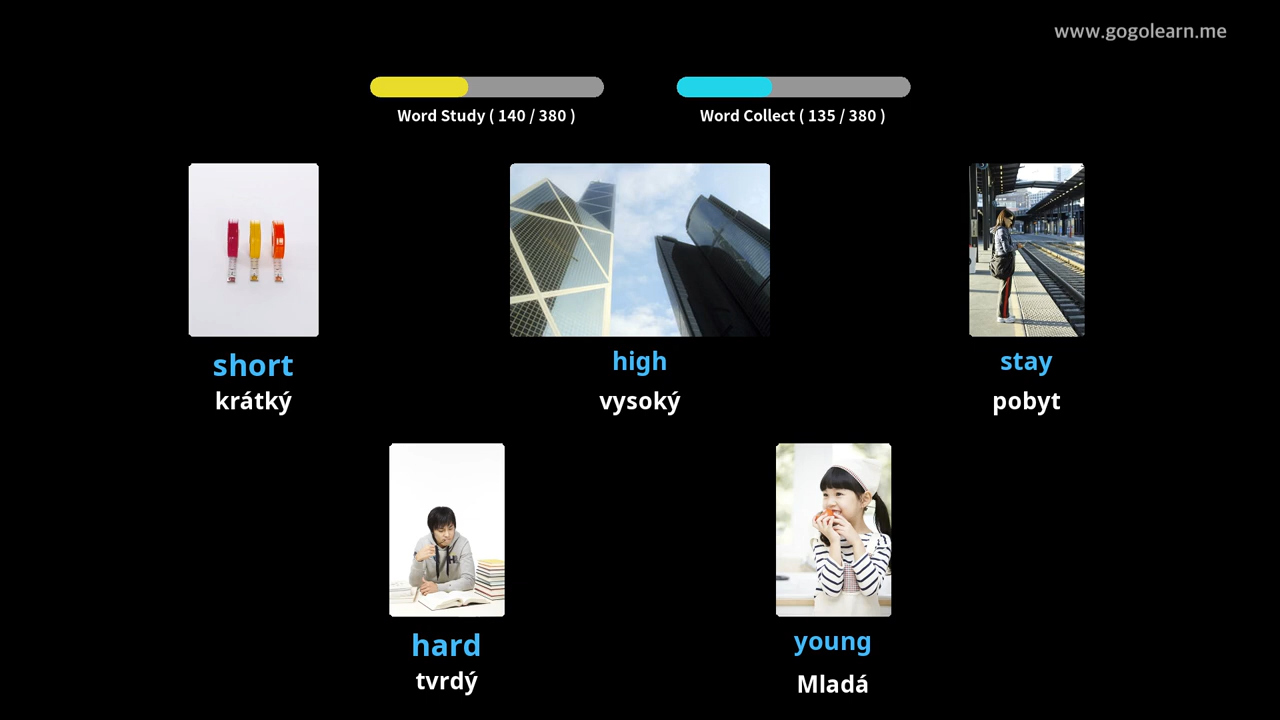 www.gogolearn.me
Word Study ( 140 / 380 )
Word Collect ( 135 / 380 )
short
krátký
high
vysoký
stay
pobyt
hard
tvrdý
young
Mladá